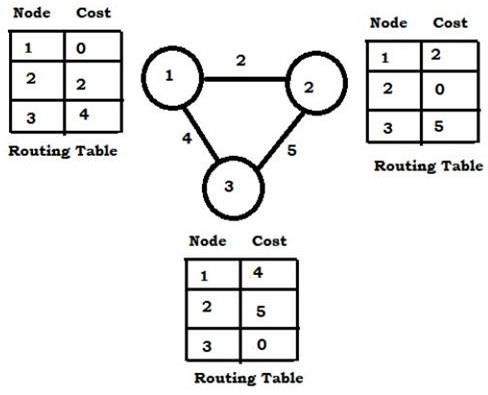 Node Cost
1 0
2 2
3 4
Routing Table
1
2
2
4
5
3
Node Cost
1 2
2 0
3 5
Routing Table
Node Cost
1 4
2 5
3 0
Routing Table